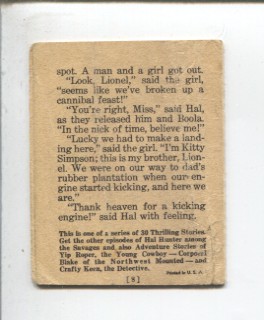 spot. A man and a girl got out.
"Look, Lionel," said the girl,
"seems like we've broken up a
cannibal feast!"
"You're right, Miss," said Hal,
as they released him and Boola.
"In the nick of time, believe me!"
"Lucky we had to make a land-
ing here," said the girl, "I'm Kitty
Simpson; this is my brother, Lion-
el. We were on our way to dad's
rubber plantation when our en-
gine started kicking, and here we
are."
"Thank heaven for a kicking
engine!" said Hal with feeling.
This is one of a series of 30 Thrilling Stories.
Get the other episodes of Hal Hunter among
the Savages and also Adventure Stories of
Yip Roper, the Young Cowboy — Corporal
Blake of the Northwest Mounted — and
Crafty Keen, the Detective.
Printed in U. S. A.
[8]